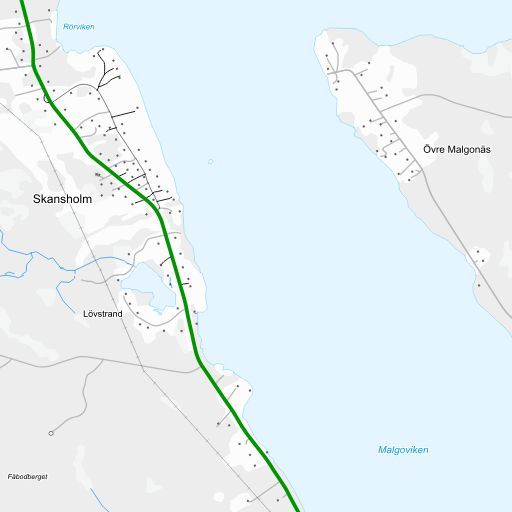 Rörviken
Övre Malgonäs
Skansholm
Lövstrand
Malgoviken
Fäbodberget